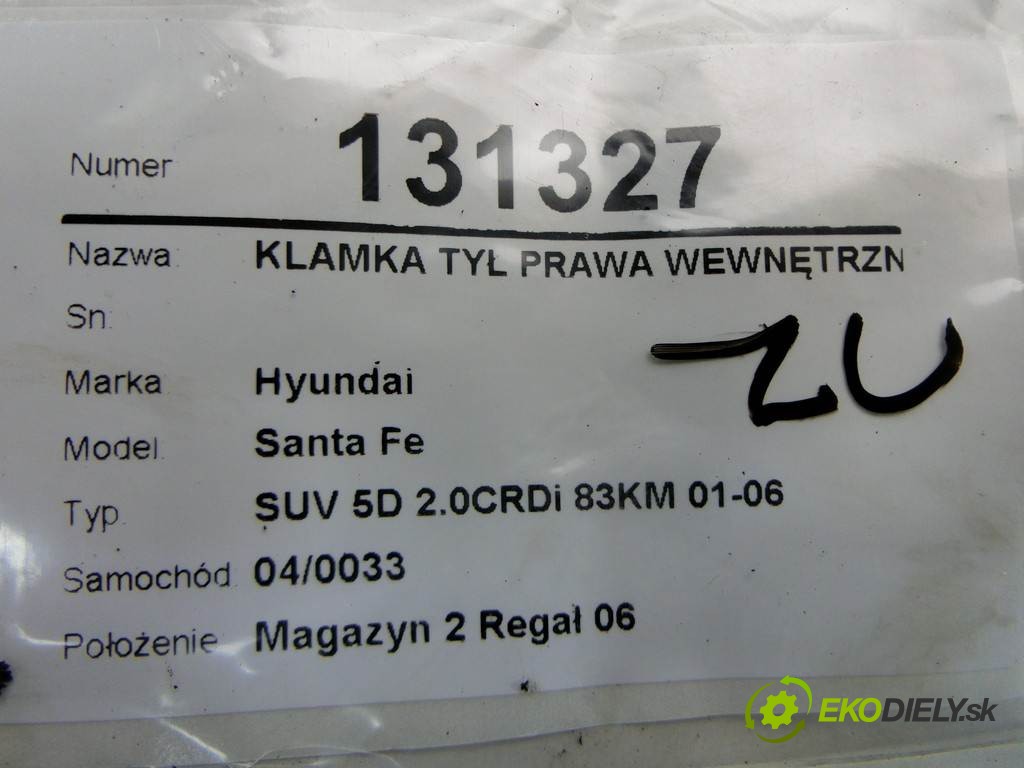 Numer 131327
Nazwa KLAMKA TYŁ PRAWA WEWNĘTRZN
Sn.
ZU
Marka Hyundai
Model. Santa Fe
Typ. SUV 5D 2.0CRDi 83KM 01-06
Samochód. 04/0033
Położenie. Magazyn 2 Regał 06
EKODIELY.sk